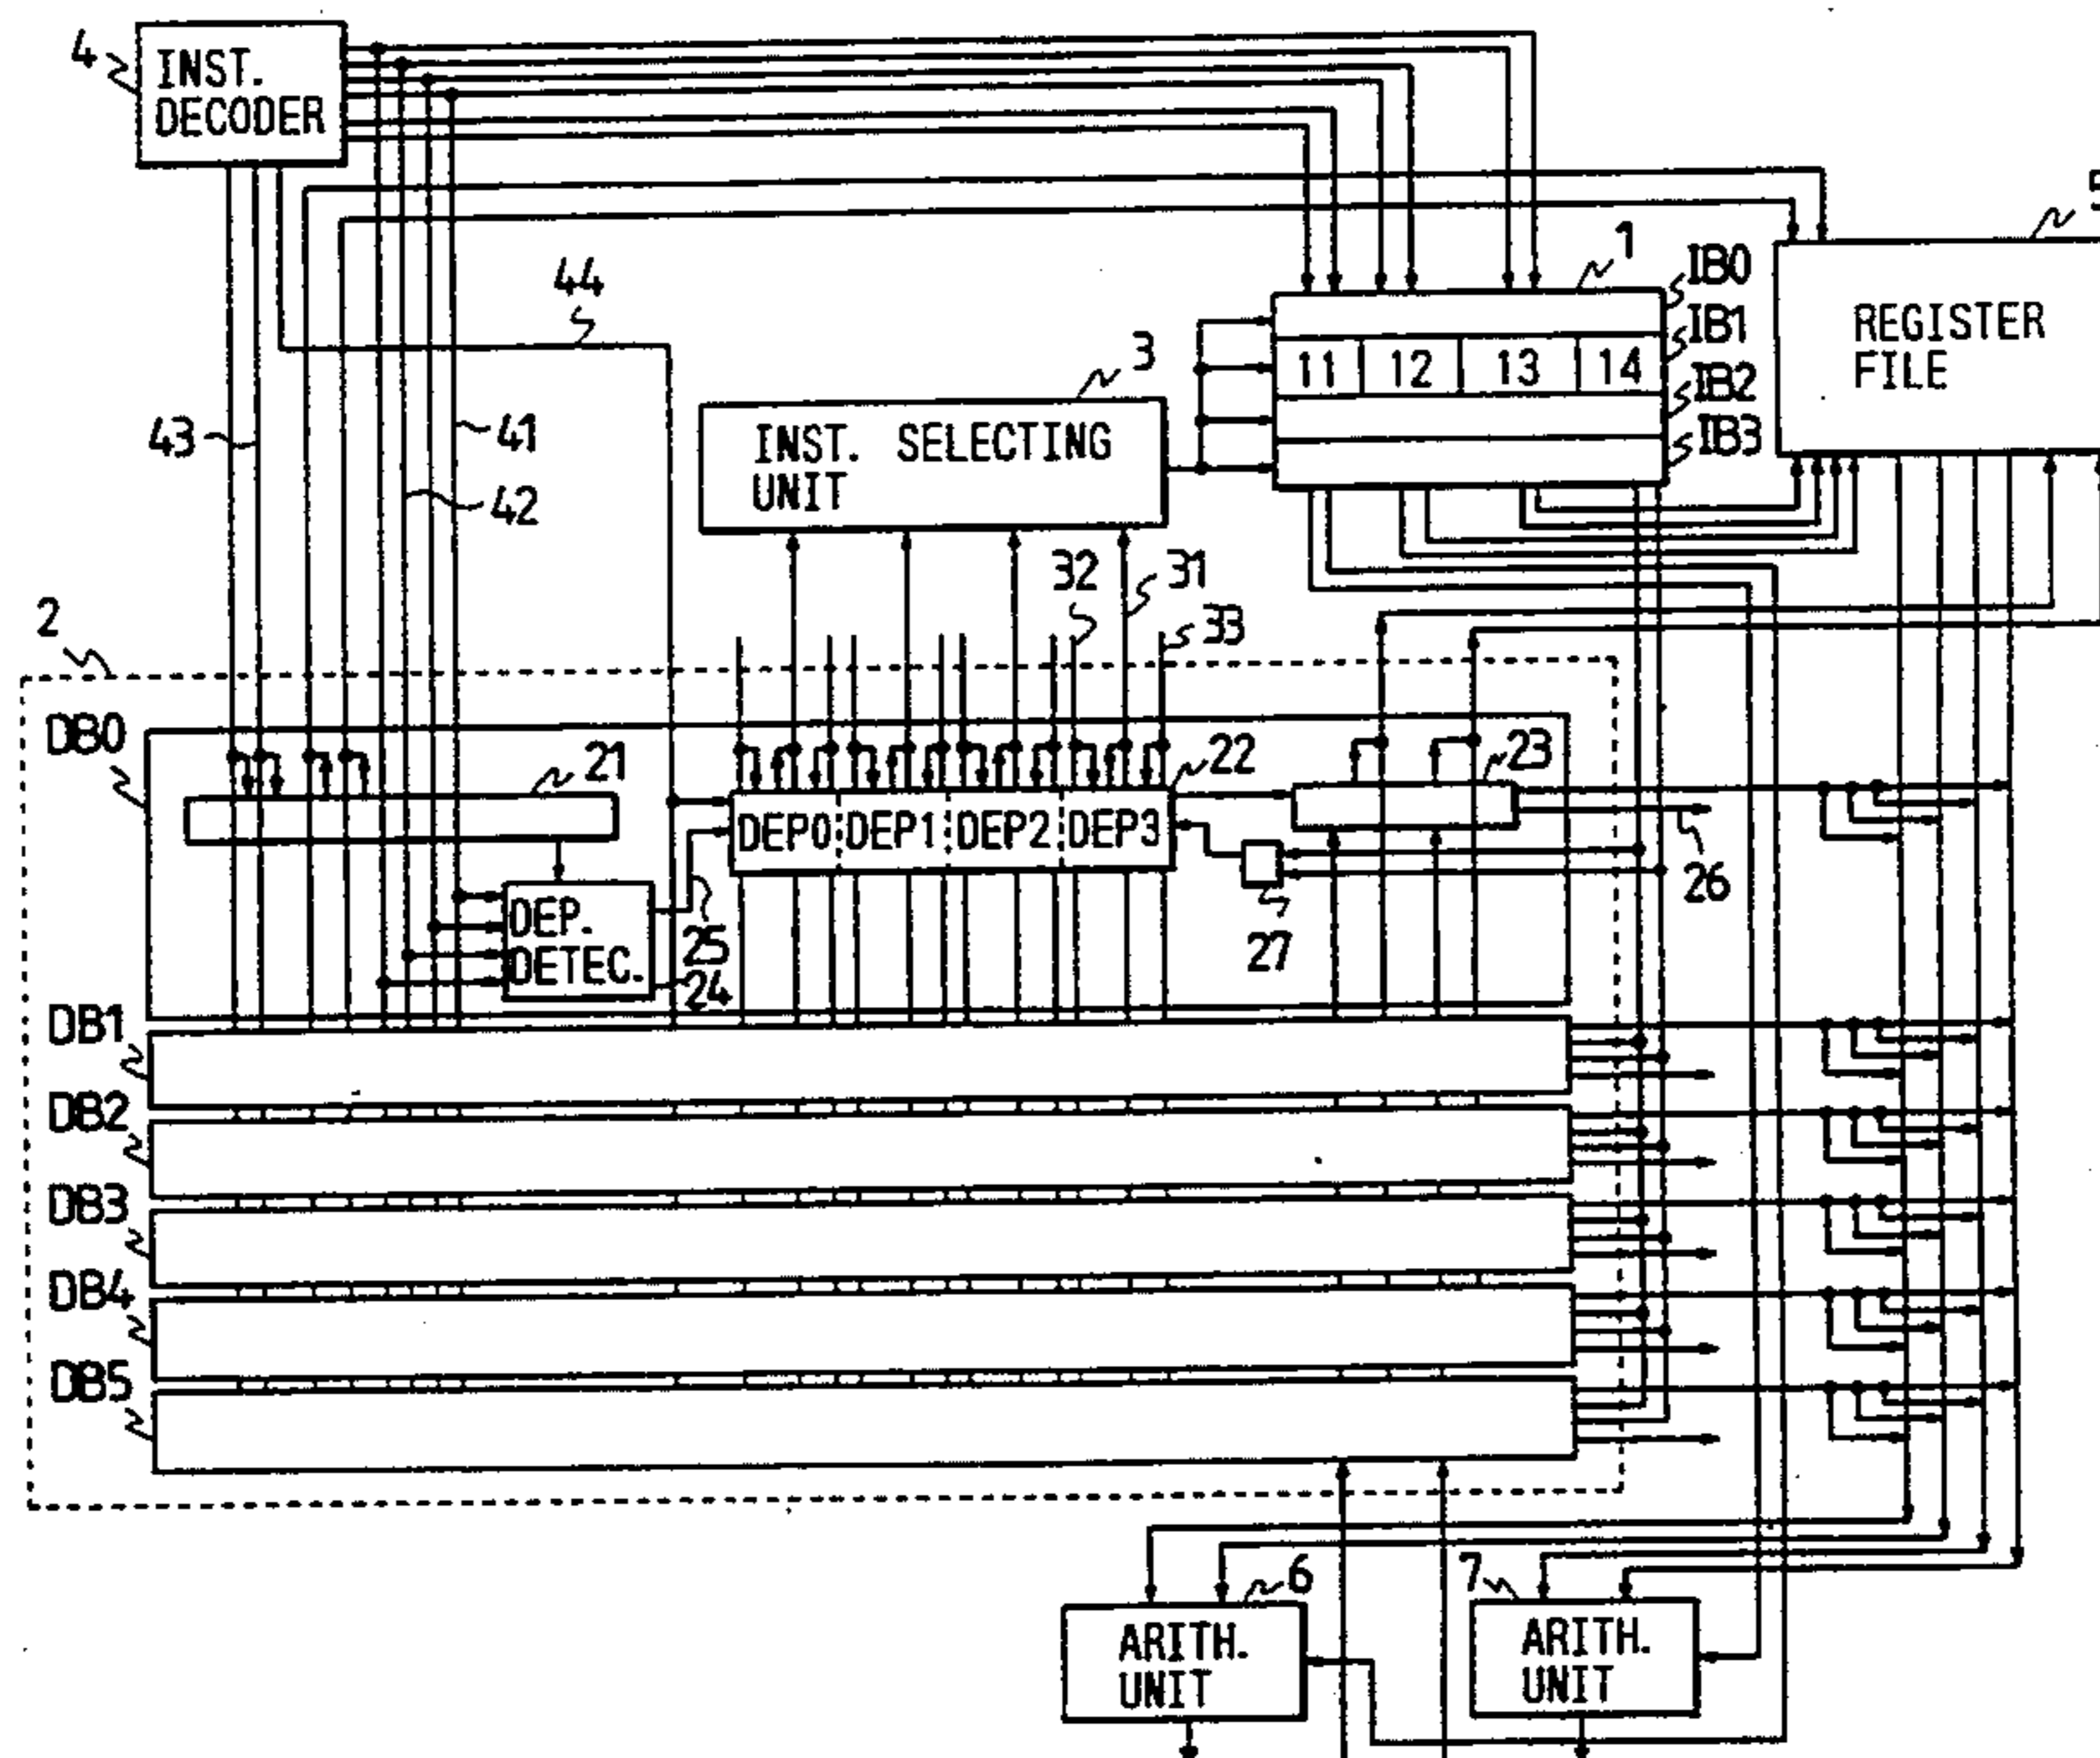 4
INST.
DECODER
5
1
IB0
IB1
IB2
IB3
11 12 13 14
REGISTER
FILE
44
3
INST. SELECTING
UNIT
43
41
42
32
31
33
2
DB0
21
22
23
DEP0 DEP1 DEP2 DEP3
26
DEP.
DETEC.
25
24
27
DB1
DB2
DB3
DB4
DB5
6
ARITH.
UNIT
7
ARITH.
UNIT